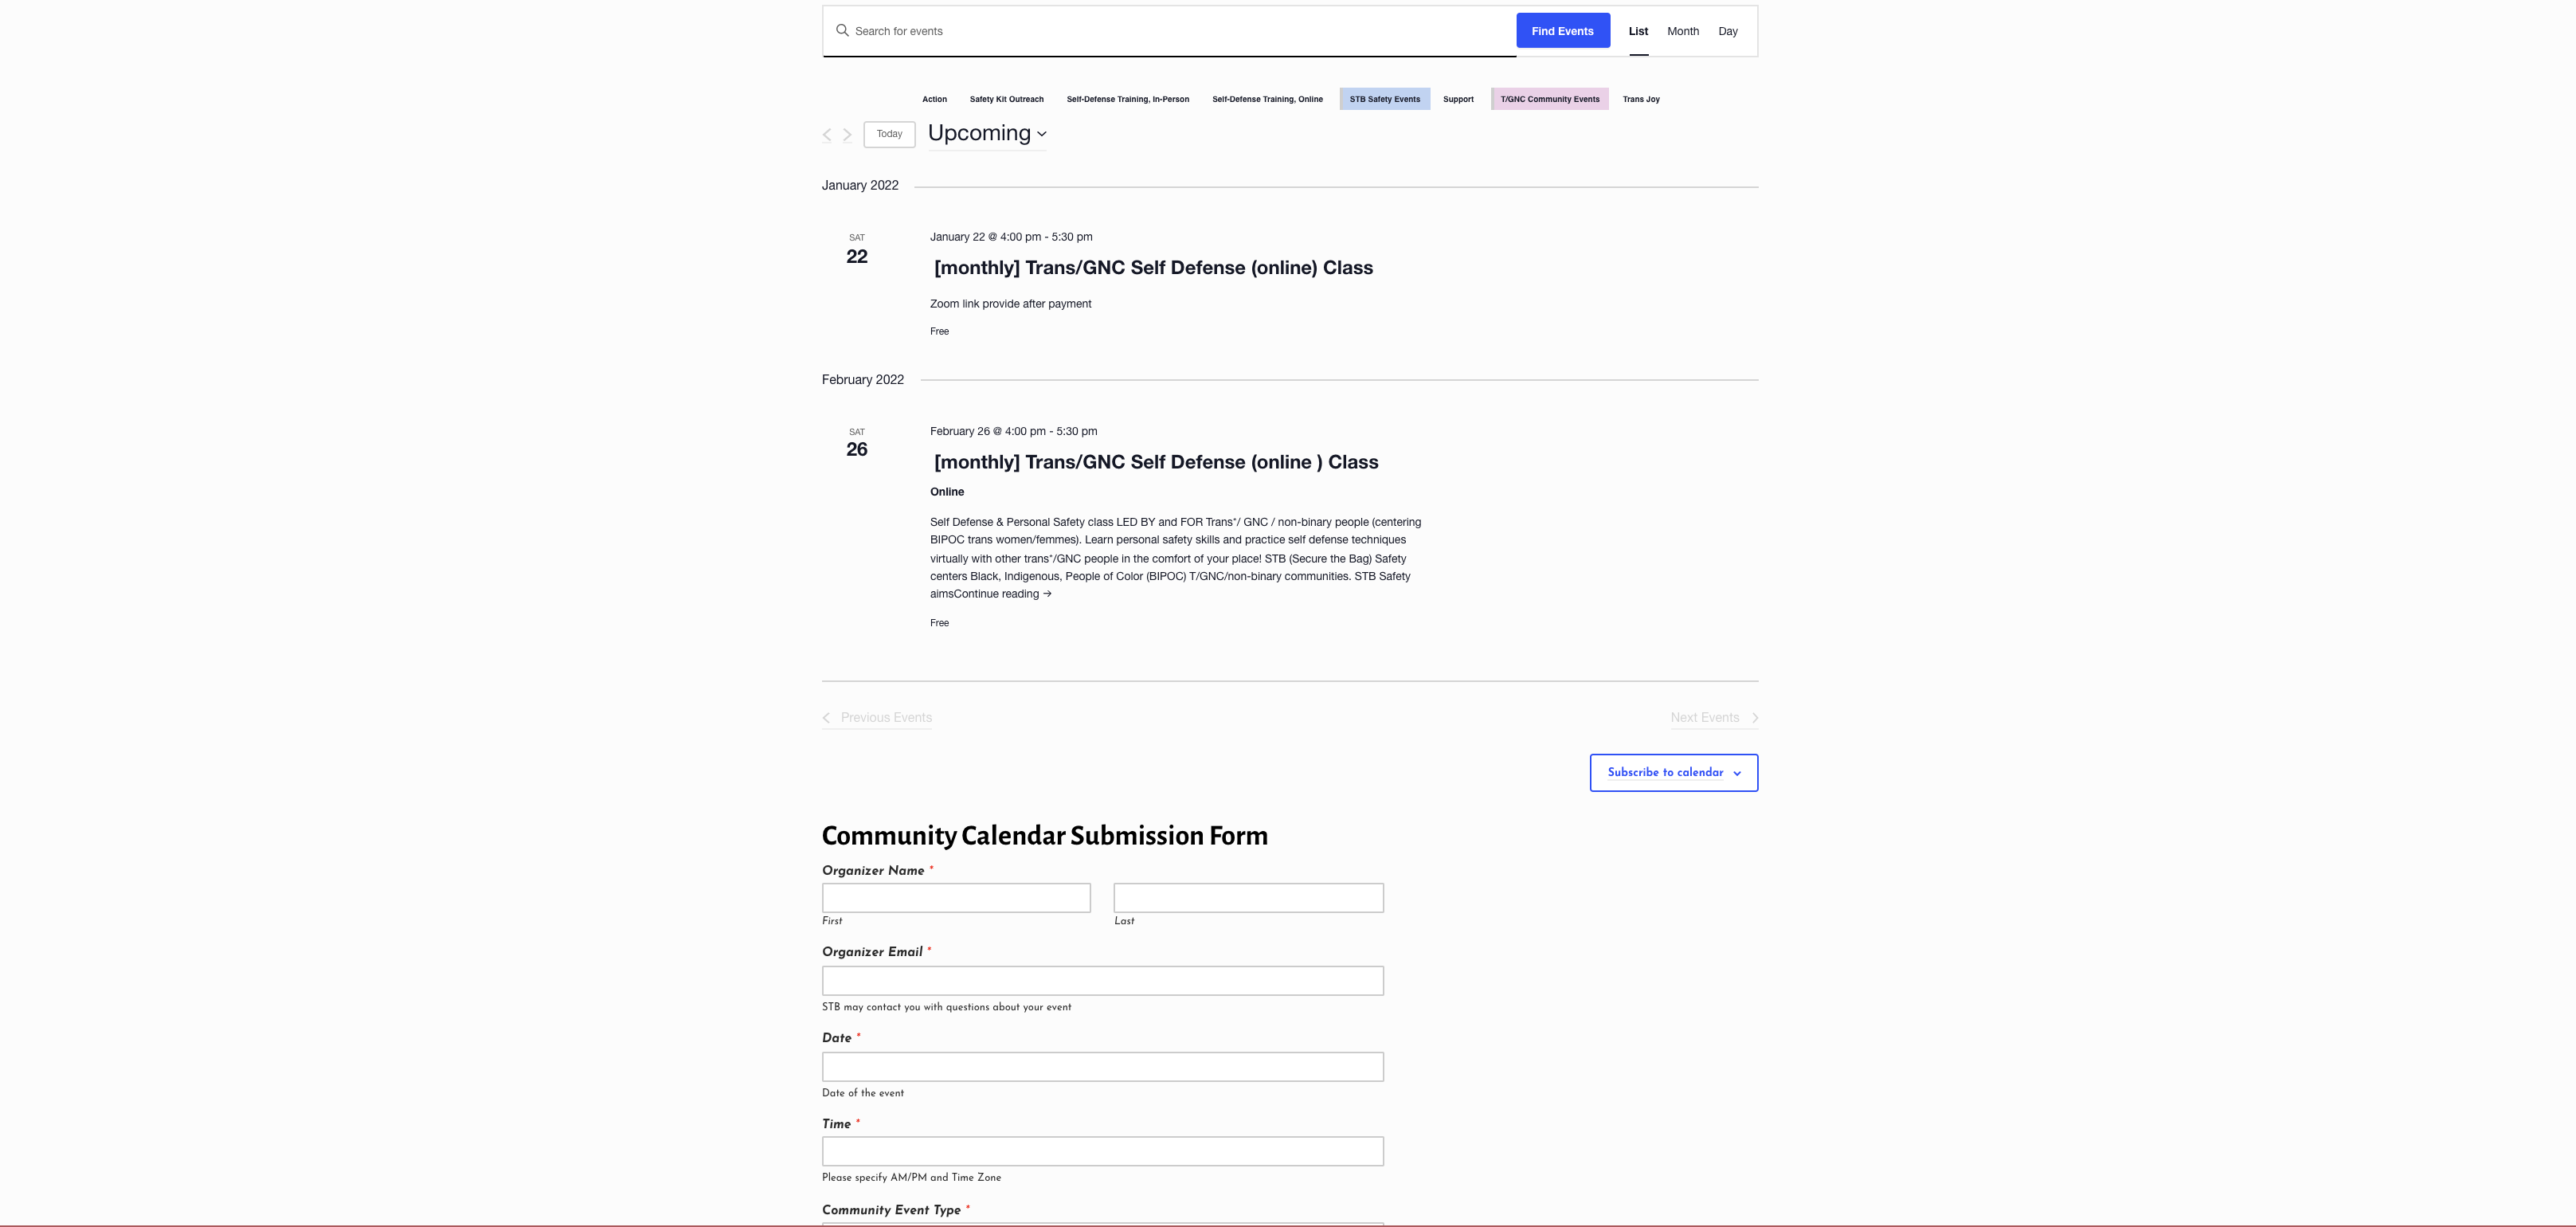 Search for events
Find Events
List
Month
Day
Action
Safety Kit Outreach
Self-Defense Training, In-Person
Self-Defense Training, Online
STB Safety Events
Support
T/GNC Community Events
Trans Joy
Today
Upcoming
January 2022
SAT
22
January 22 @ 4:00 pm - 5:30 pm
[monthly] Trans/GNC Self Defense (online) Class
Zoom link provide after payment
Free
February 2022
SAT
26
February 26 @ 4:00 pm - 5:30 pm
[monthly] Trans/GNC Self Defense (online ) Class
Online
Self Defense & Personal Safety class LED BY and FOR Trans*/ GNC / non-binary people (centering
BIPOC trans women/femmes). Learn personal safety skills and practice self defense techniques
virtually with other trans*/GNC people in the comfort of your place! STB (Secure the Bag) Safety
centers Black, Indigenous, People of Color (BIPOC) T/GNC/non-binary communities. STB Safety
aimsContinue reading →
Free
Previous Events
Next Events
Subscribe to calendar
Community Calendar Submission Form
Organizer Name *
First
Last
Organizer Email *
STB may contact you with questions about your event
Date *
Date of the event
Time *
Please specify AM/PM and Time Zone
Community Event Type *